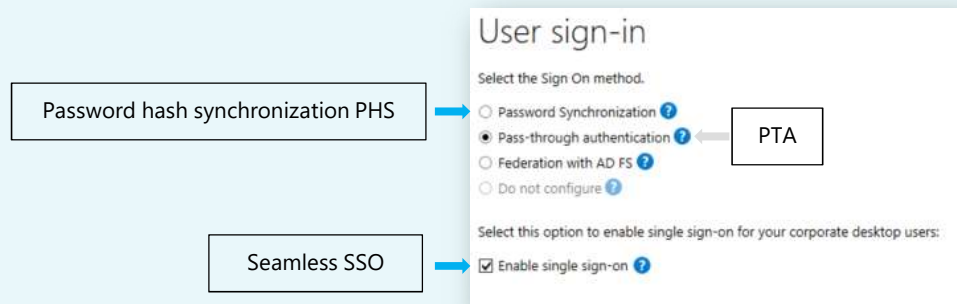 User sign-in
Select the Sign On method.
Password hash synchronization PHS
Password Synchronization ?
Pass-through authentication ?
PTA
Federation with AD FS ?
Do not configure ?
Select this option to enable single sign-on for your corporate desktop users:
Seamless SSO
Enable single sign-on ?